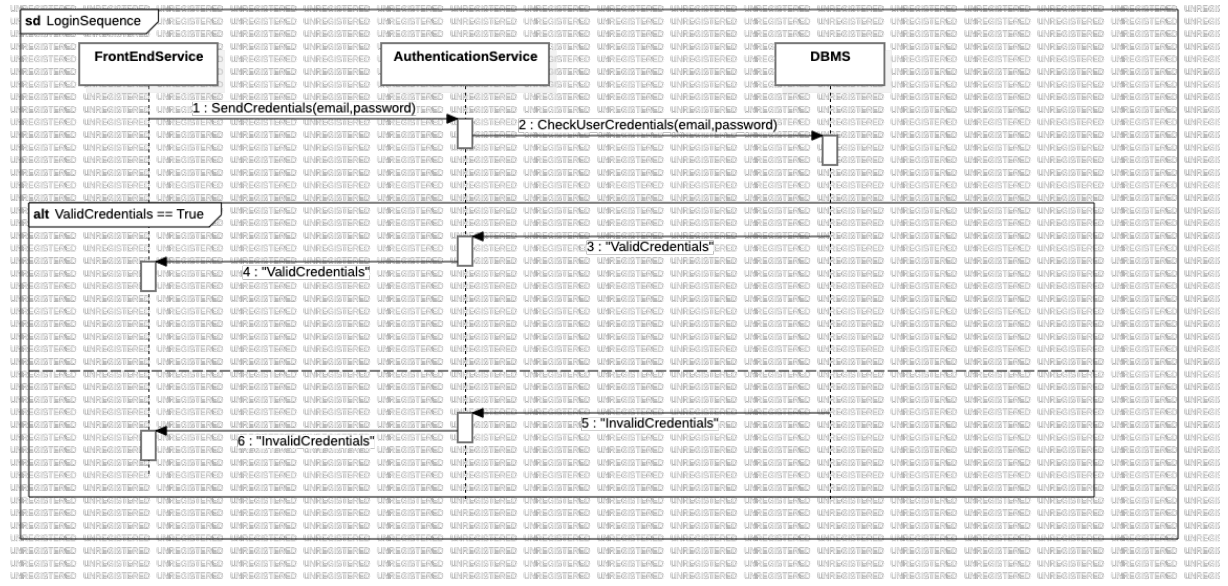 sd LoginSequence
FrontEndService
AuthenticationService
DBMS
1 : SendCredentials(email,password)
2 : CheckUserCredentials(email,password)
alt ValidCredentials == True
3 : "ValidCredentials"
4 : "ValidCredentials"
5 : "InvalidCredentials"
6 : "InvalidCredentials"
UNREGISTERED